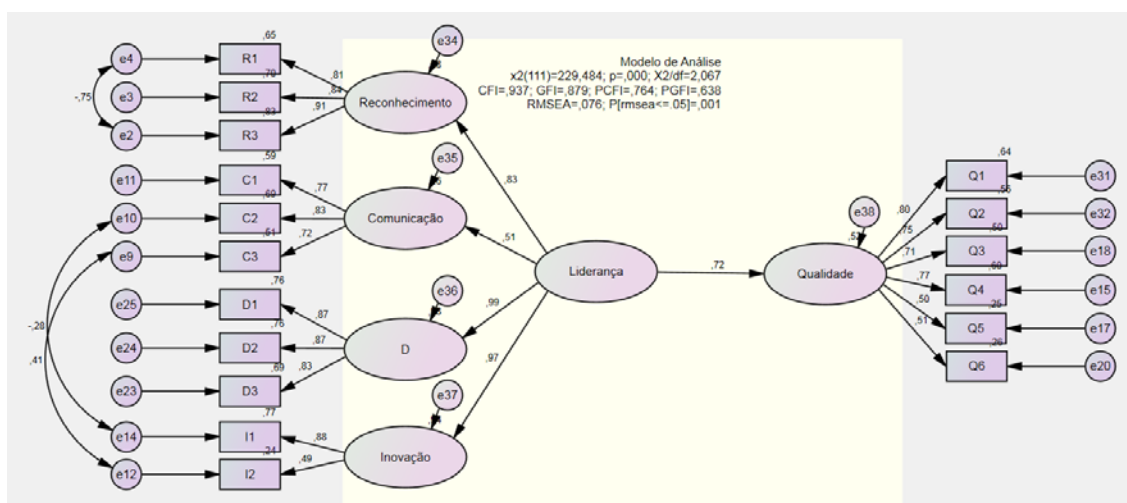 Modelo de Análise
x2(111)=229,484; p=,000; X2/df=2,067
CFI=,937; GFI=,879; PCFI=,764; PGFI=,638
RMSEA=,076; P[rmsea<=.05]=,001
e34
,65
e4
R1
,81
,70
e3
R2
,84
Reconhecimento
-,75
,83
,91
e2
R3
,59
e35
e11
C1
,77
,83
,69
e10
C2
,83
Comunicação
,51
,72
e9
C3
,51
,76
e36
e25
D1
,87
,99
,76
e24
D2
,87
D
-,28
,69
,83
,41
e23
D3
,97
,77
e37
e14
I1
,88
,24
Inovação
e12
I2
,49
Liderança
,72
e38
Qualidade
,64
Q1
e31
,80
Q2
e32
,75
,50
,71
Q3
e18
,60
,77
Q4
e15
,50
,25
Q5
e17
,51
,26
Q6
e20